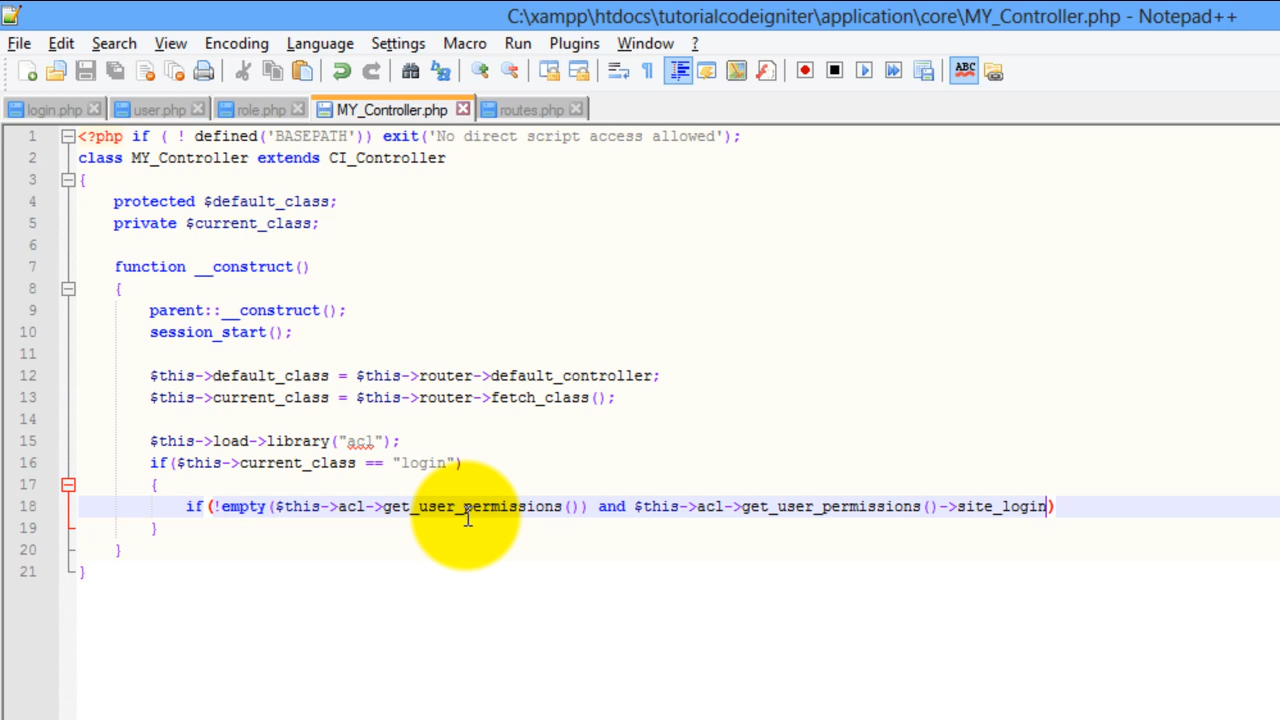 C:\xampp\htdocs\tutorialcodeigniter\application\core\MY_Controller.php - Notepad++
File Edit Search View Encoding Language Settings Macro Run Plugins Window ?
ABC
login.php user.php role.php MY_Controller.php routes.php
1 <?php if ( ! defined('BASEPATH')) exit('No direct script access allowed');
2 class MY_Controller extends CI_Controller
3 {
4 protected $default_class;
5 private $current_class;
6
7 function __construct()
8 {
9 parent::__construct();
10 session_start();
11
12 $this->default_class = $this->router->default_controller;
13 $this->current_class = $this->router->fetch_class();
14
15 $this->load->library("acl");
16 if($this->current_class == "login")
17 {
18 if(!empty($this->acl->get_user_permissions()) and $this->acl->get_user_permissions()->site_login)
19 }
20 }
21 }